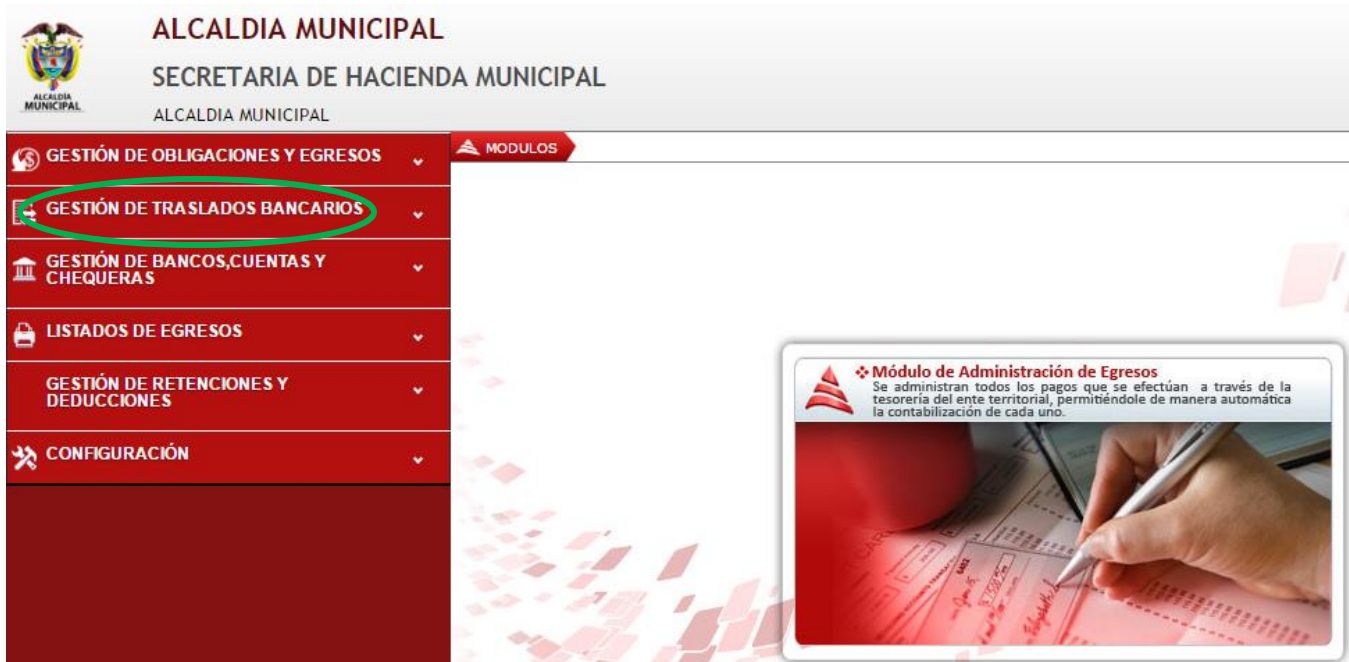 ALCALDIA MUNICIPAL
SECRETARIA DE HACIENDA MUNICIPAL
ALCALDIA MUNICIPAL
ALCALDÍA
MUNICIPAL
GESTIÓN DE OBLIGACIONES Y EGRESOS
GESTIÓN DE TRASLADOS BANCARIOS
GESTIÓN DE BANCOS,CUENTAS Y
CHEQUERAS
LISTADOS DE EGRESOS
GESTIÓN DE RETENCIONES Y
DEDUCCIONES
CONFIGURACIÓN
MODULOS
Módulo de Administración de Egresos
Se administran todos los pagos que se efectúan a través de la
tesorería del ente territorial, permitiéndole de manera automática
la contabilización de cada uno.